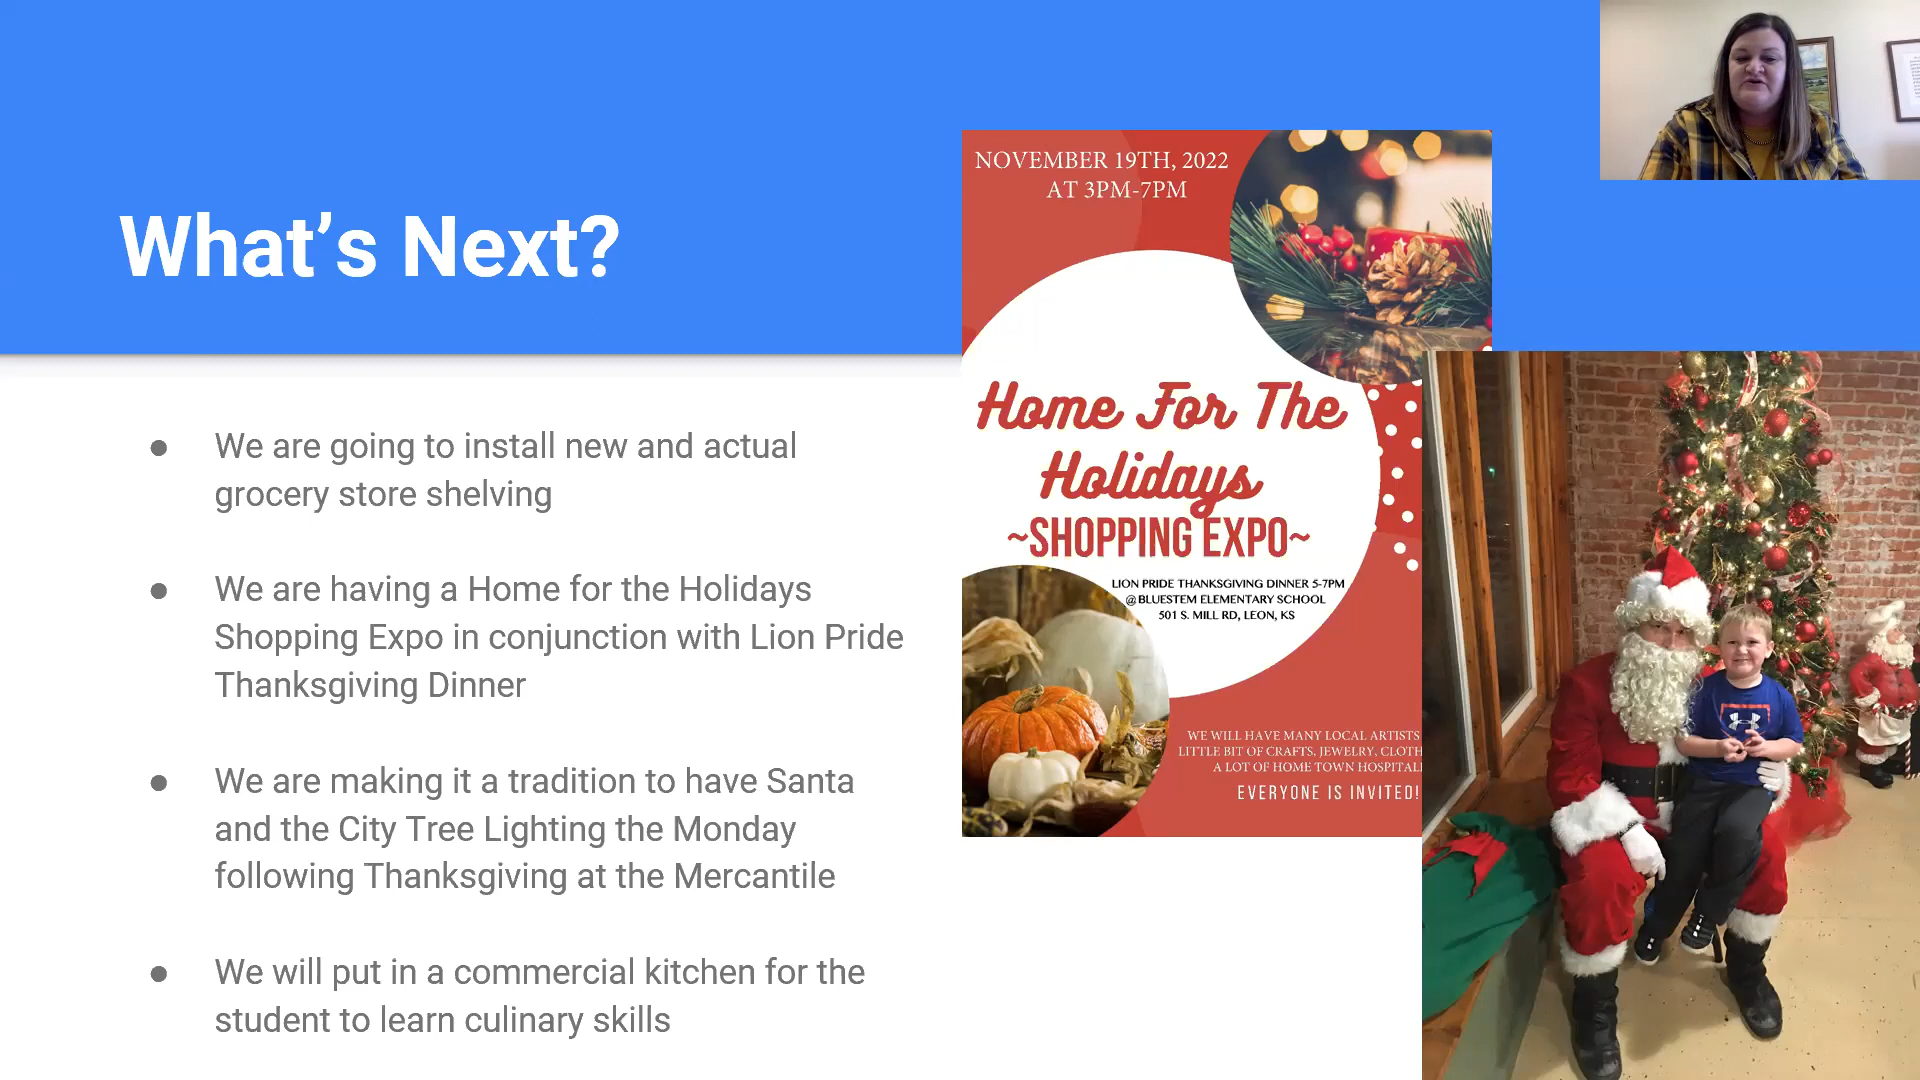 What's Next?
● We are going to install new and actual
grocery store shelving
● We are having a Home for the Holidays
Shopping Expo in conjunction with Lion Pride
Thanksgiving Dinner
● We are making it a tradition to have Santa
and the City Tree Lighting the Monday
following Thanksgiving at the Mercantile
● We will put in a commercial kitchen for the
student to learn culinary skills
NOVEMBER 19TH, 2022
AT 3PM-7PM
Home For The
Holidays
~SHOPPING EXPO~
LION PRIDE THANKSGIVING DINNER 5-7PM
@ BLUESTEM ELEMENTARY SCHOOL
501 S. MILL RD, LEON, KS
WE WILL HAVE MANY LOCAL ARTISTS
LITTLE BIT OF CRAFTS, JEWELRY, CLOTH
A LOT OF HOME TOWN HOSPITAL
EVERYONE IS INVITED!